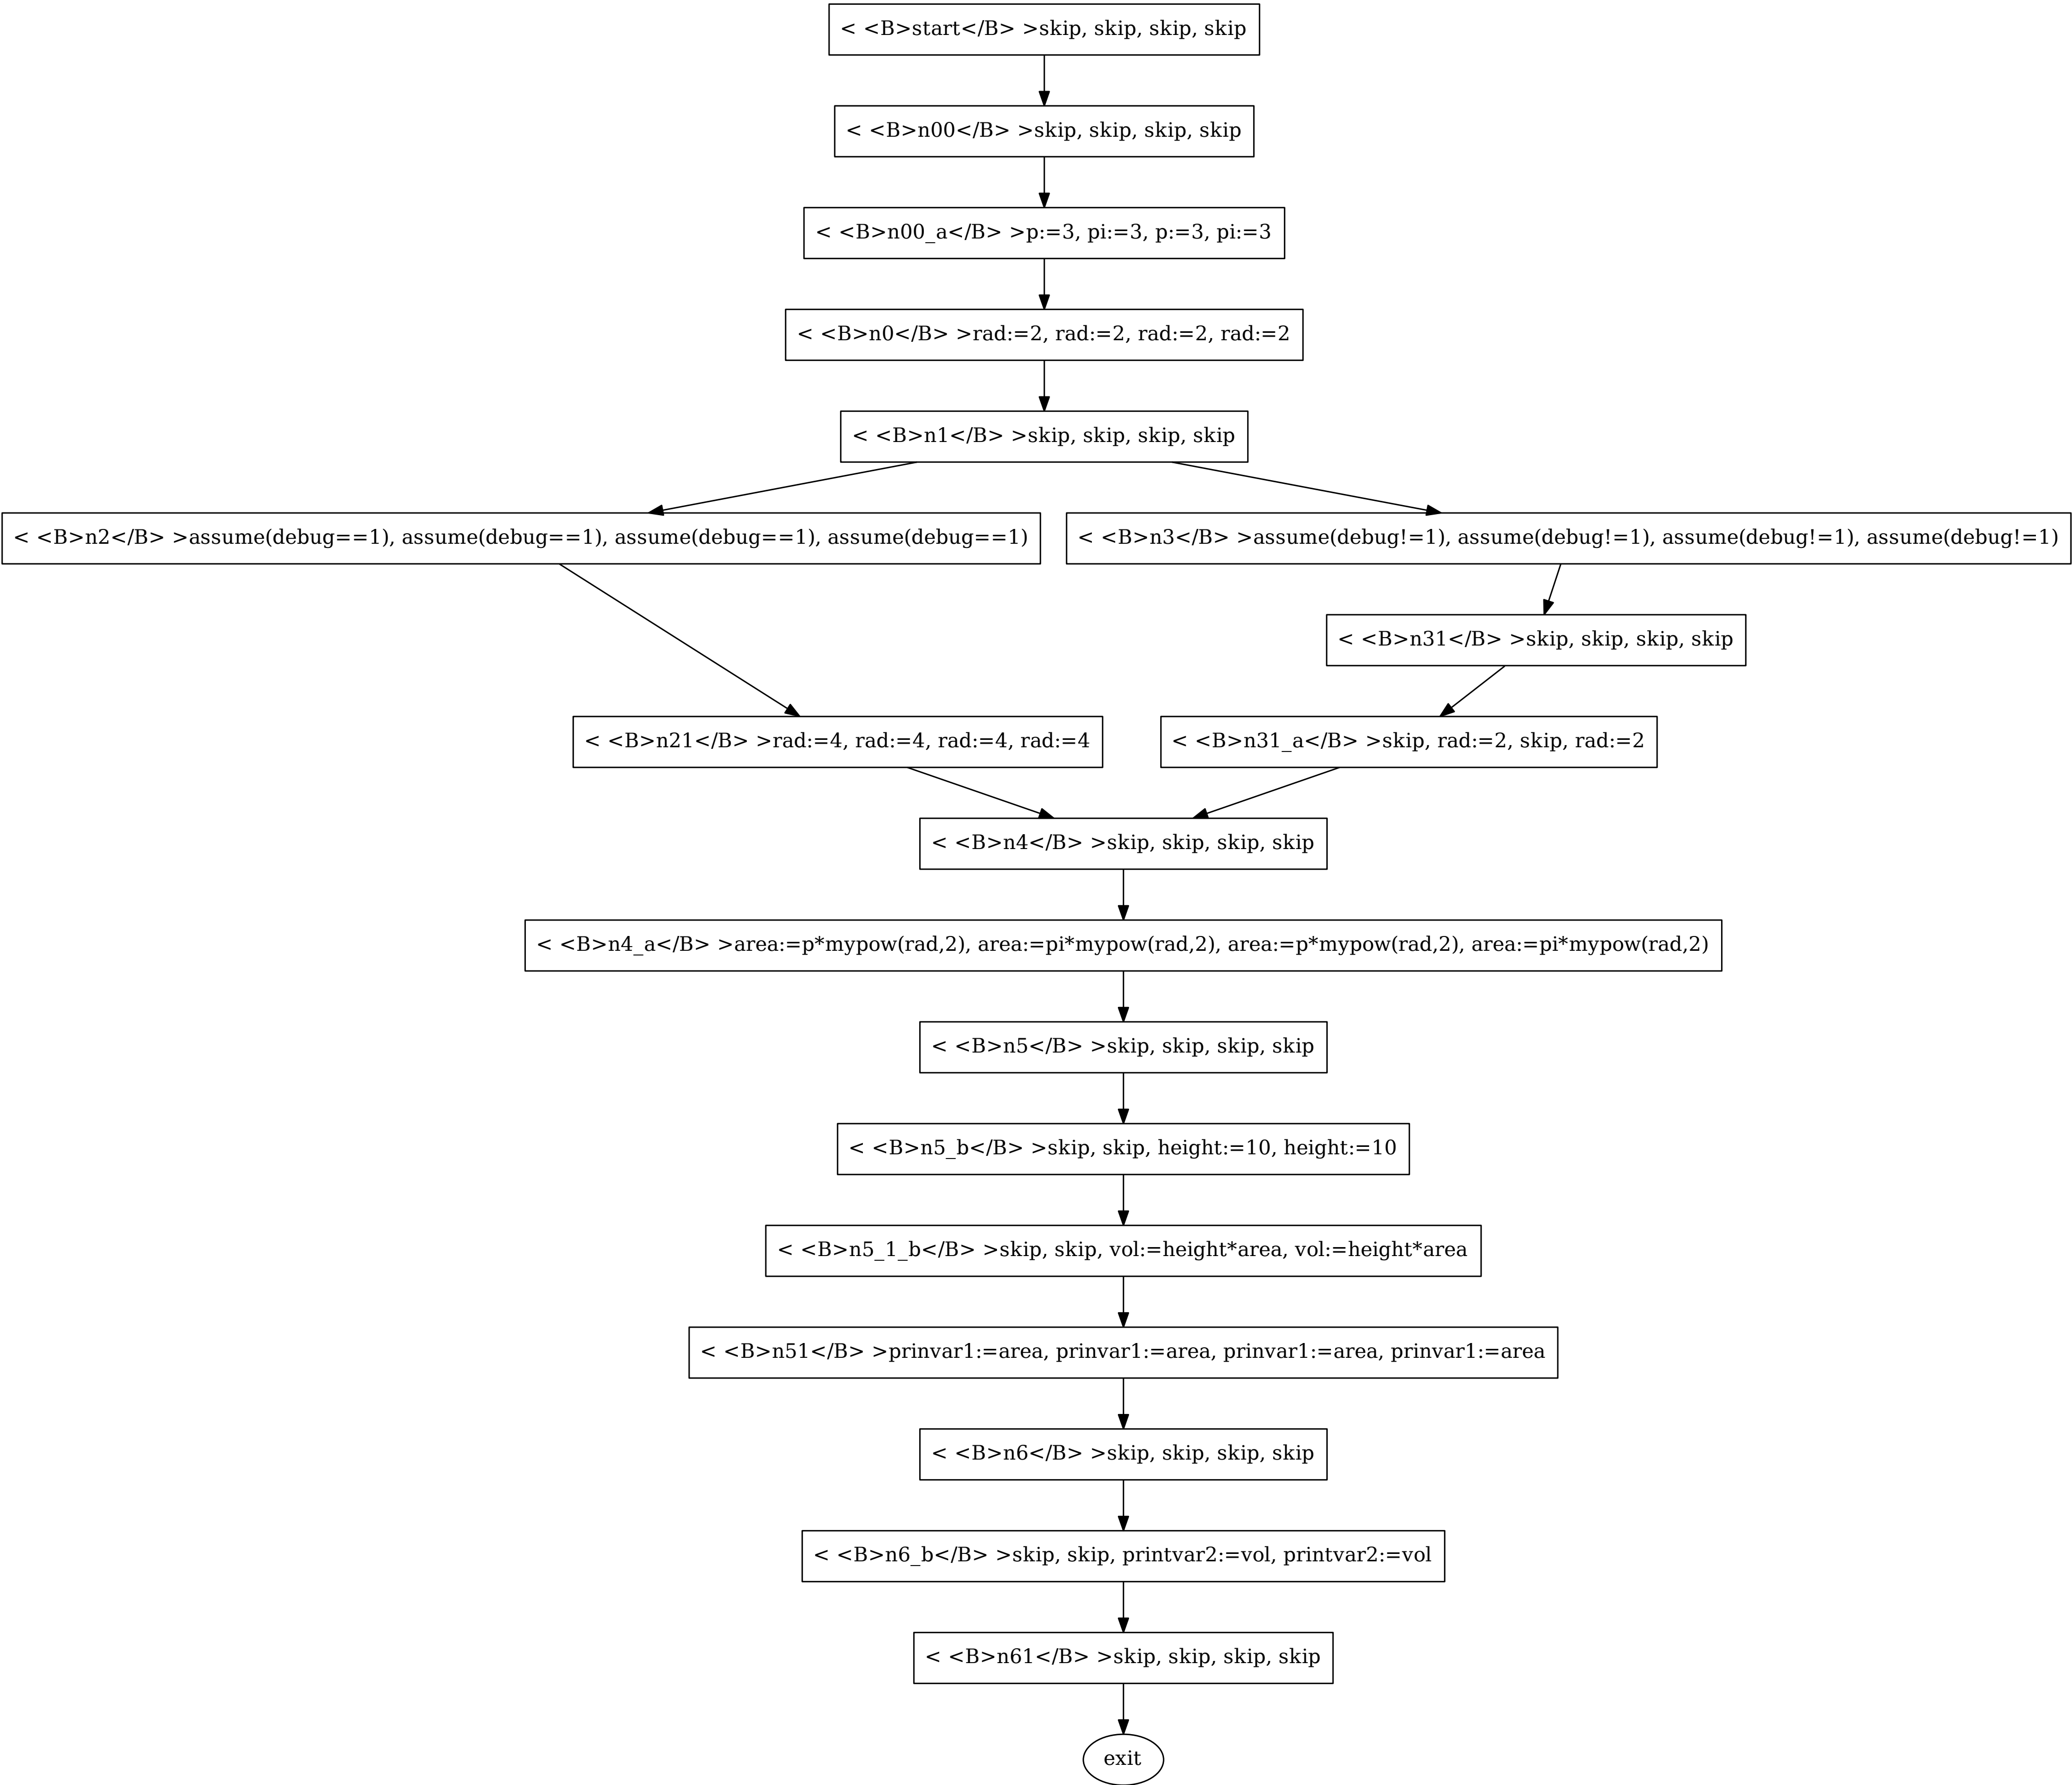 < <B>start</B> >skip, skip, skip, skip
< <B>n00</B> >skip, skip, skip, skip
< <B>n00_a</B> >p:=3, pi:=3, p:=3, pi:=3
< <B>n0</B> >rad:=2, rad:=2, rad:=2, rad:=2
< <B>n1</B> >skip, skip, skip, skip
< <B>n2</B> >assume(debug==1), assume(debug==1), assume(debug==1), assume(debug==1)
< <B>n3</B> >assume(debug!=1), assume(debug!=1), assume(debug!=1), assume(debug!=1)
< <B>n31</B> >skip, skip, skip, skip
< <B>n21</B> >rad:=4, rad:=4, rad:=4, rad:=4
< <B>n31_a</B> >skip, rad:=2, skip, rad:=2
< <B>n4</B> >skip, skip, skip, skip
< <B>n4_a</B> >area:=p*mypow(rad,2), area:=pi*mypow(rad,2), area:=p*mypow(rad,2), area:=pi*mypow(rad,2)
< <B>n5</B> >skip, skip, skip, skip
< <B>n5_b</B> >skip, skip, height:=10, height:=10
< <B>n5_1_b</B> >skip, skip, vol:=height*area, vol:=height*area
< <B>n51</B> >prinvar1:=area, prinvar1:=area, prinvar1:=area, prinvar1:=area
< <B>n6</B> >skip, skip, skip, skip
< <B>n6_b</B> >skip, skip, printvar2:=vol, printvar2:=vol
< <B>n61</B> >skip, skip, skip, skip
exit